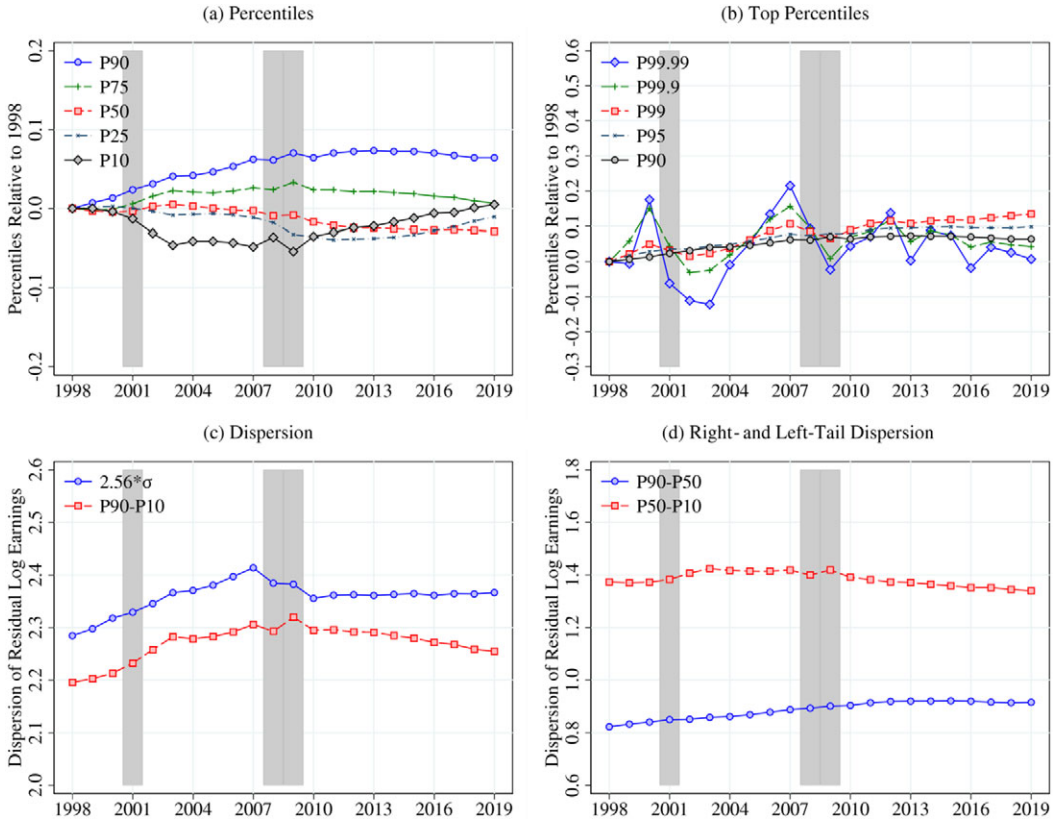 (a) Percentiles
Percentiles Relative to 1998
0.2
0.1
0.0
-0.1
-0.2
P90
P75
P50
P25
P10
1998 2001 2004 2007 2010 2013 2016 2019
(b) Top Percentiles
Percentiles Relative to 1998
0.6
0.5
0.4
0.3
0.2
0.1
0.0
-0.1
-0.2
-0.3
P99.99
P99.9
P99
P95
P90
1998 2001 2004 2007 2010 2013 2016 2019
(c) Dispersion
Dispersion of Residual Log Earnings
2.6
2.5
2.4
2.3
2.2
2.1
2.0
2.56*σ
P90-P10
1998 2001 2004 2007 2010 2013 2016 2019
(d) Right- and Left-Tail Dispersion
Dispersion of Residual Log Earnings
1.8
1.6
1.4
1.2
1.0
0.8
0.6
P90-P50
P50-P10
1998 2001 2004 2007 2010 2013 2016 2019